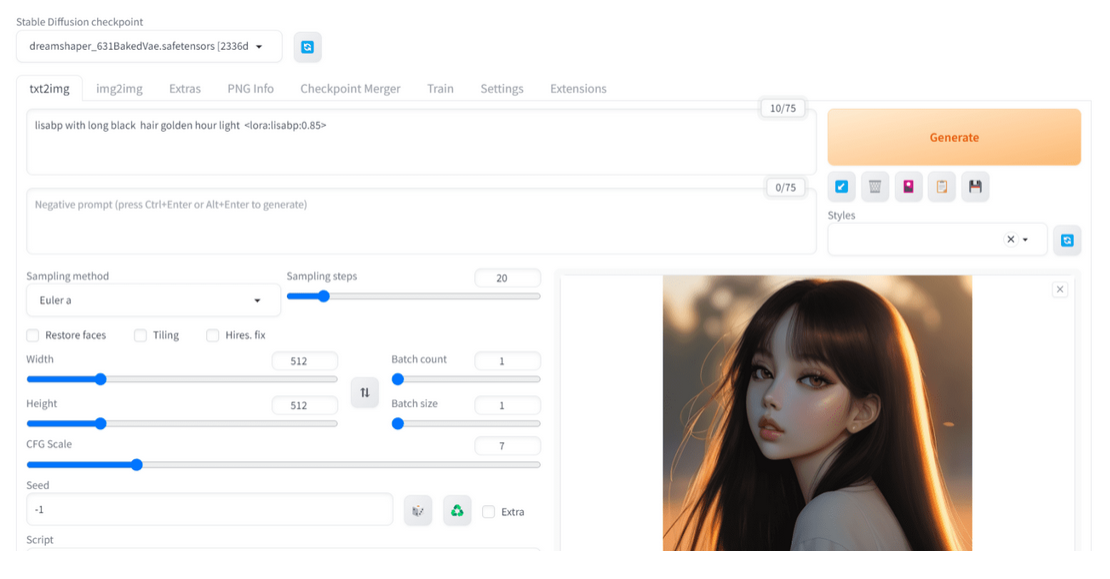 Stable Diffusion checkpoint
dreamshaper_631BakedVae.safetensors [2336d
txt2img img2img Extras PNG Info Checkpoint Merger Train Settings Extensions
10/75
lisabp with long black hair golden hour light <lora:lisabp:0.85>
Generate
0/75
Negative prompt (press Ctrl+Enter or Alt+Enter to generate)
Styles
Sampling method
Euler a
Sampling steps
20
Restore faces Tiling Hires. fix
Width
512
Batch count
1
Height
512
Batch size
1
CFG Scale
7
Seed
-1
Extra
Script